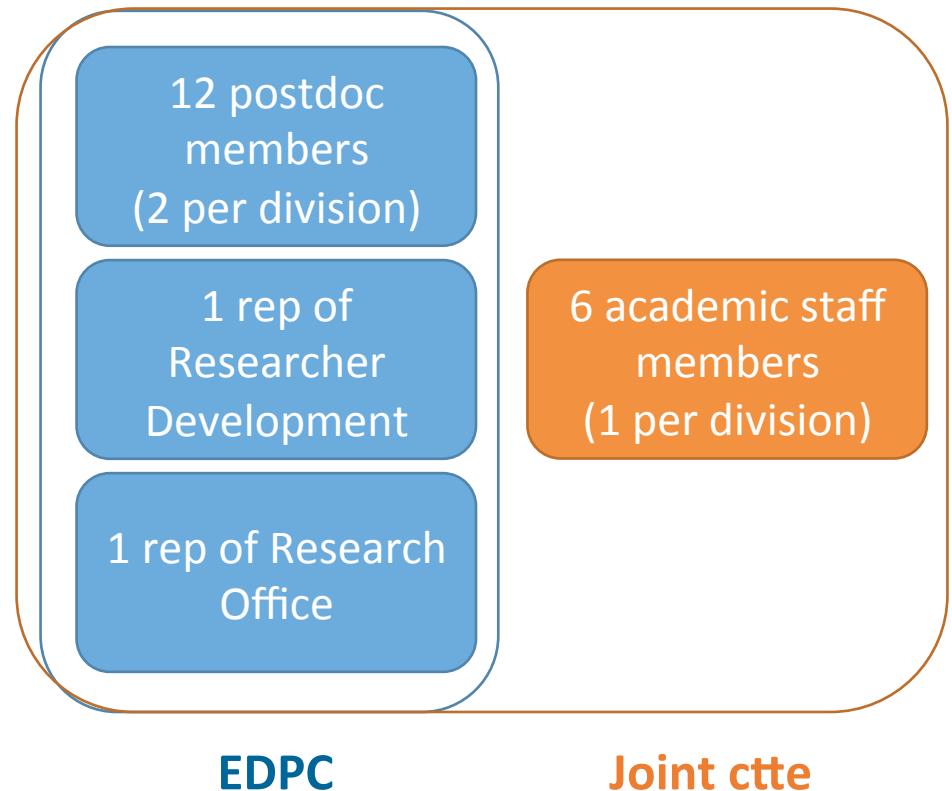 12 postdoc
members
(2 per division)
1 rep of
Researcher
Development
1 rep of Research
Office
6 academic staff
members
(1 per division)
EDPC
Joint ctte